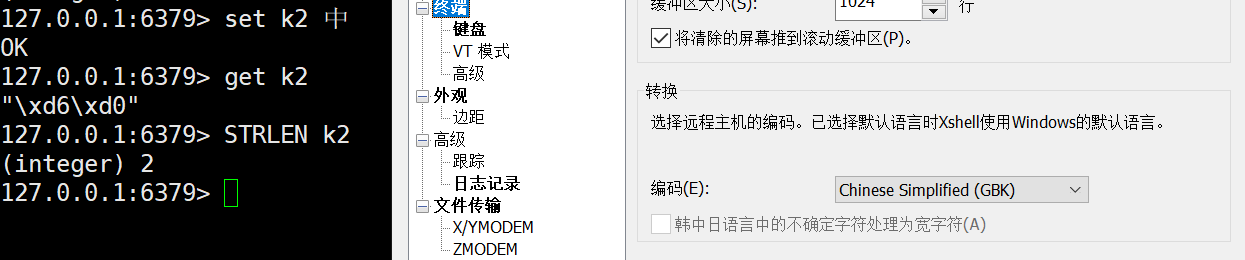 127.0.0.1:6379> set k2 中
OK
127.0.0.1:6379> get k2
"\xd6\xd0"
127.0.0.1:6379> STRLEN k2
(integer) 2
127.0.0.1:6379>
终端
键盘
VT 模式
高级
外观
边距
高级
跟踪
日志记录
文件传输
X/YMODEM
ZMODEM
缓冲区大小(S): 1024 行
将清除的屏幕推到滚动缓冲区(P)。
转换
选择远程主机的编码。已选择默认语言时Xshell使用Windows的默认语言。
编码(E): Chinese Simplified (GBK)
韩中日语言中的不确定字符处理为宽字符(A)